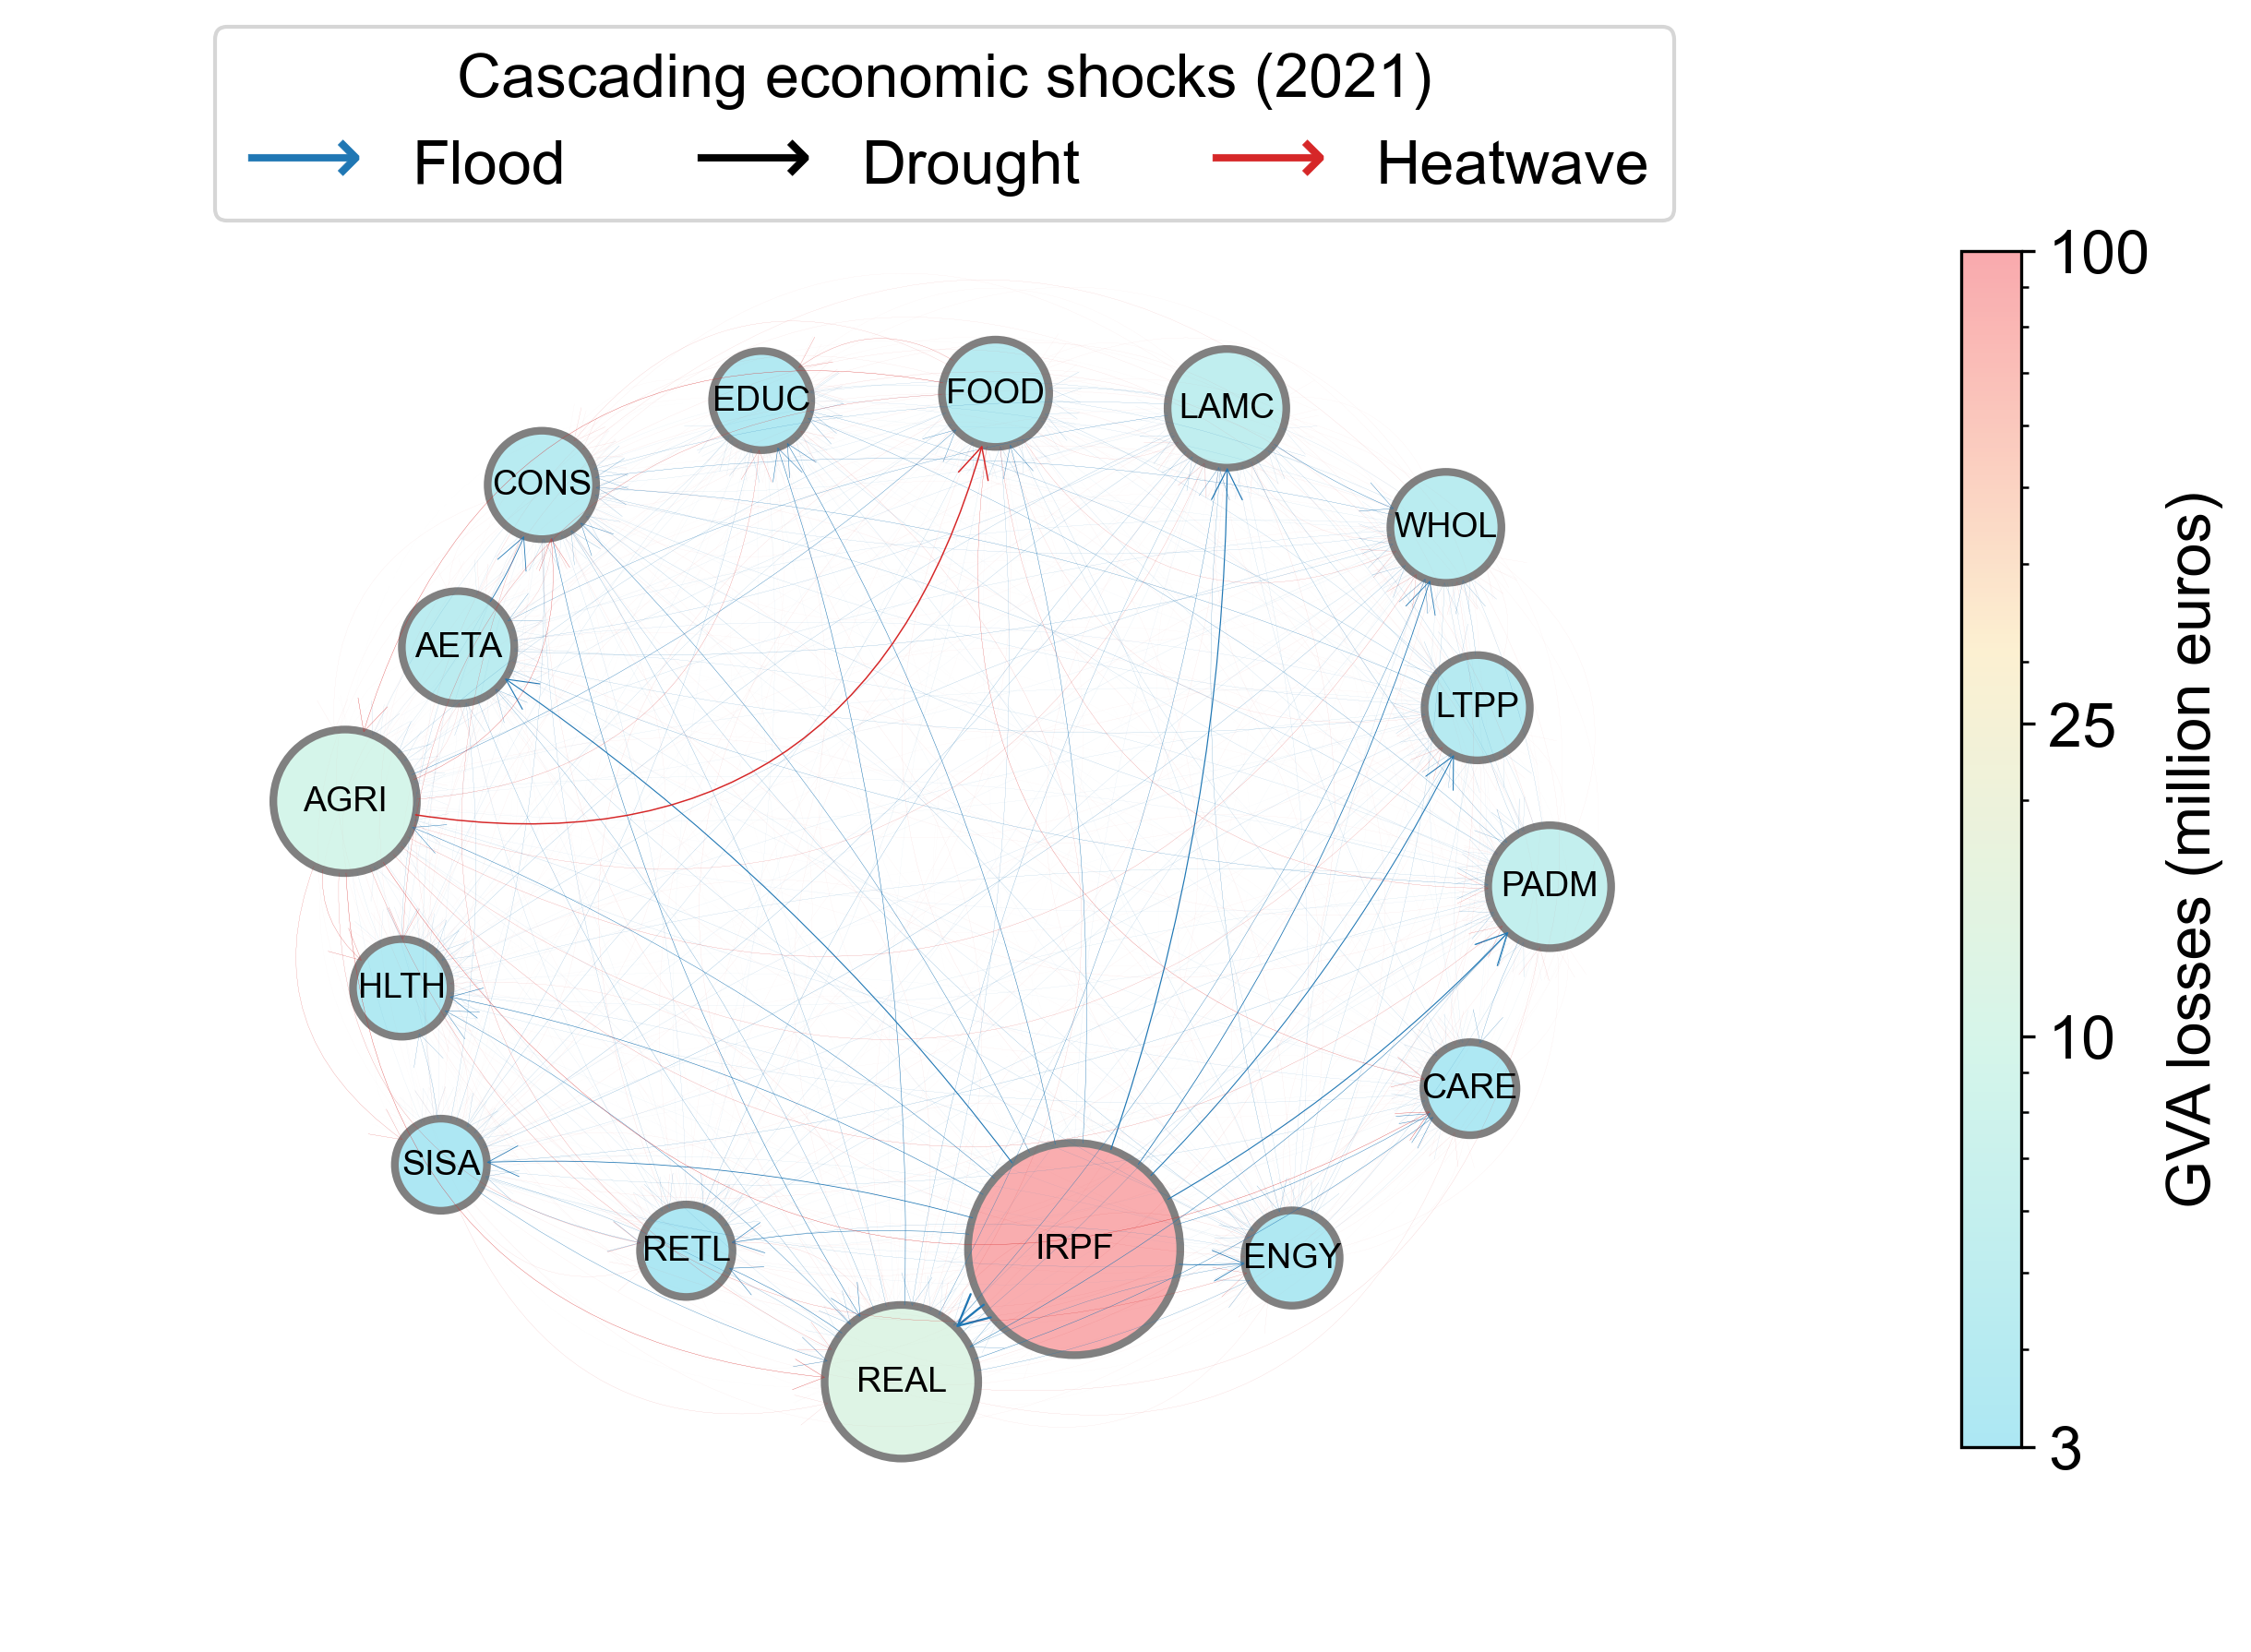 Cascading economic shocks (2021)
Flood Drought Heatwave
EDUC FOOD LAMC
CONS WHOL
AETA LTPP
AGRI PADM
HLTH CARE
SISA RETL IRPF ENGY
REAL
100
25
10
3
GVA losses (million euros)